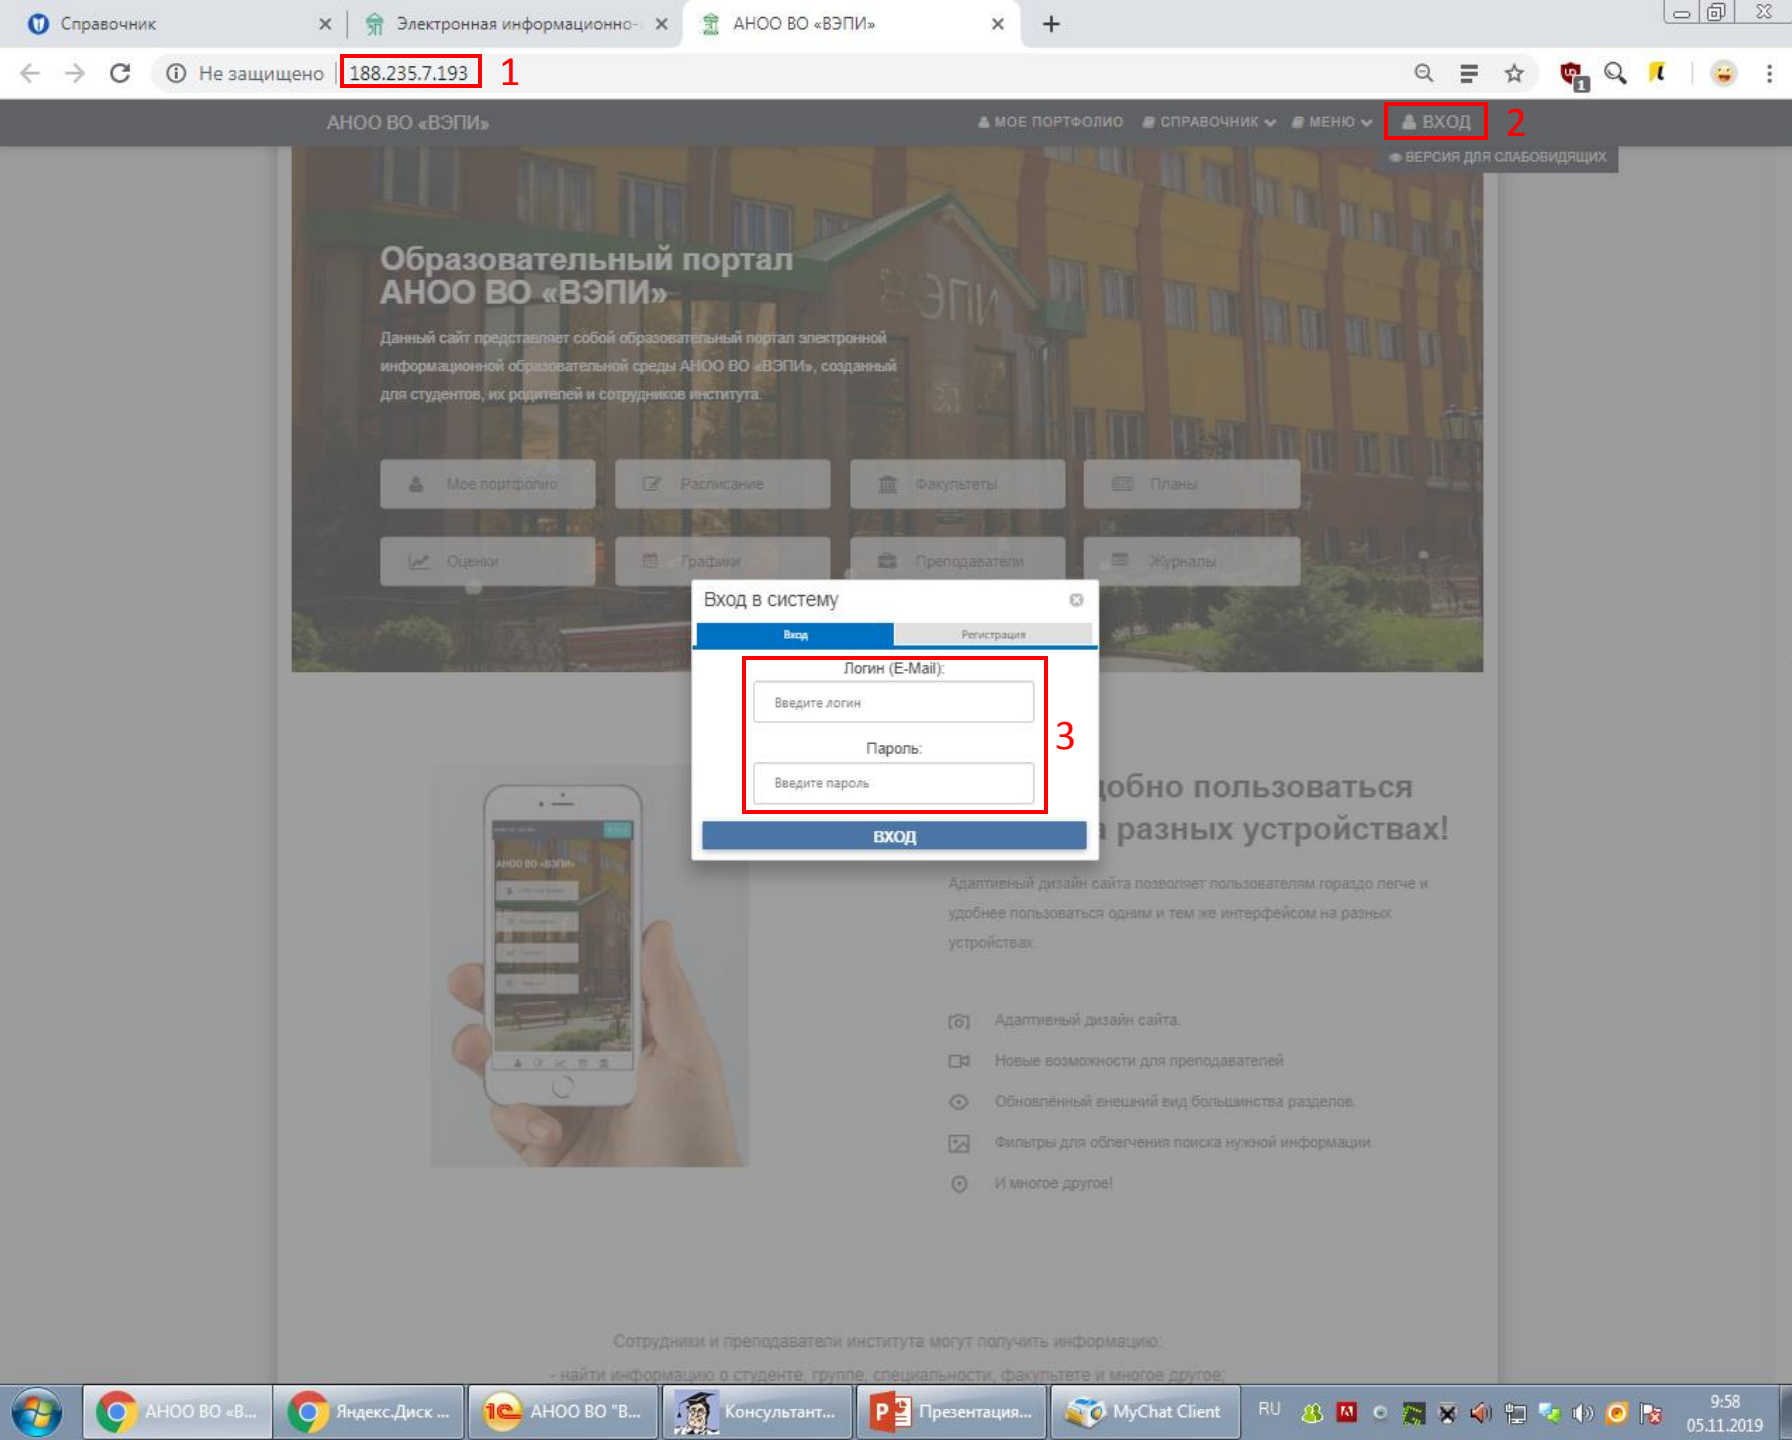 Справочник
Электронная информационно-
АНОО ВО «ВЭПИ»
Не защищено
188.235.7.193
1
АНОО ВО «ВЭПИ»
МОЕ ПОРТФОЛИО
СПРАВОЧНИК
МЕНЮ
ВХОД
2
ВЕРСИЯ ДЛЯ СЛАБОВИДЯЩИХ
Образовательный портал
АНОО ВО «ВЭПИ»
ВЭПИ
Данный сайт представляет собой образовательный портал электронной
информационной образовательной среды АНОО ВО «ВЭПИ», созданный
для студентов, их родителей и сотрудников института.
Мое портфолио
Расписание
Факультеты
Планы
Оценки
Графики
Преподаватели
Журналы
Вход в систему
Вход
Регистрация
Логин (E-Mail):
Введите логин
3
Пароль:
Введите пароль
ВХОД
добно пользоваться
разных устройствах!
АНОО ВО «ВЭПИ»
Адаптивный дизайн сайта позволяет пользователям гораздо легче и
удобнее пользоваться одним и тем же интерфейсом на разных
устройствах.
Адаптивный дизайн сайта.
Новые возможности для преподавателей
Обновлённый внешний вид большинства разделов.
Фильтры для облегчения поиска нужной информации.
И многое другое!
Сотрудники и преподаватели института могут получить информацию:
- найти информацию о студенте, группе, специальности, факультете и многое другое;
АНОО ВО «В...
Яндекс.Диск ...
АНОО ВО "В...
Консультант...
Презентация...
MyChat Client
RU
9:58
05.11.2019